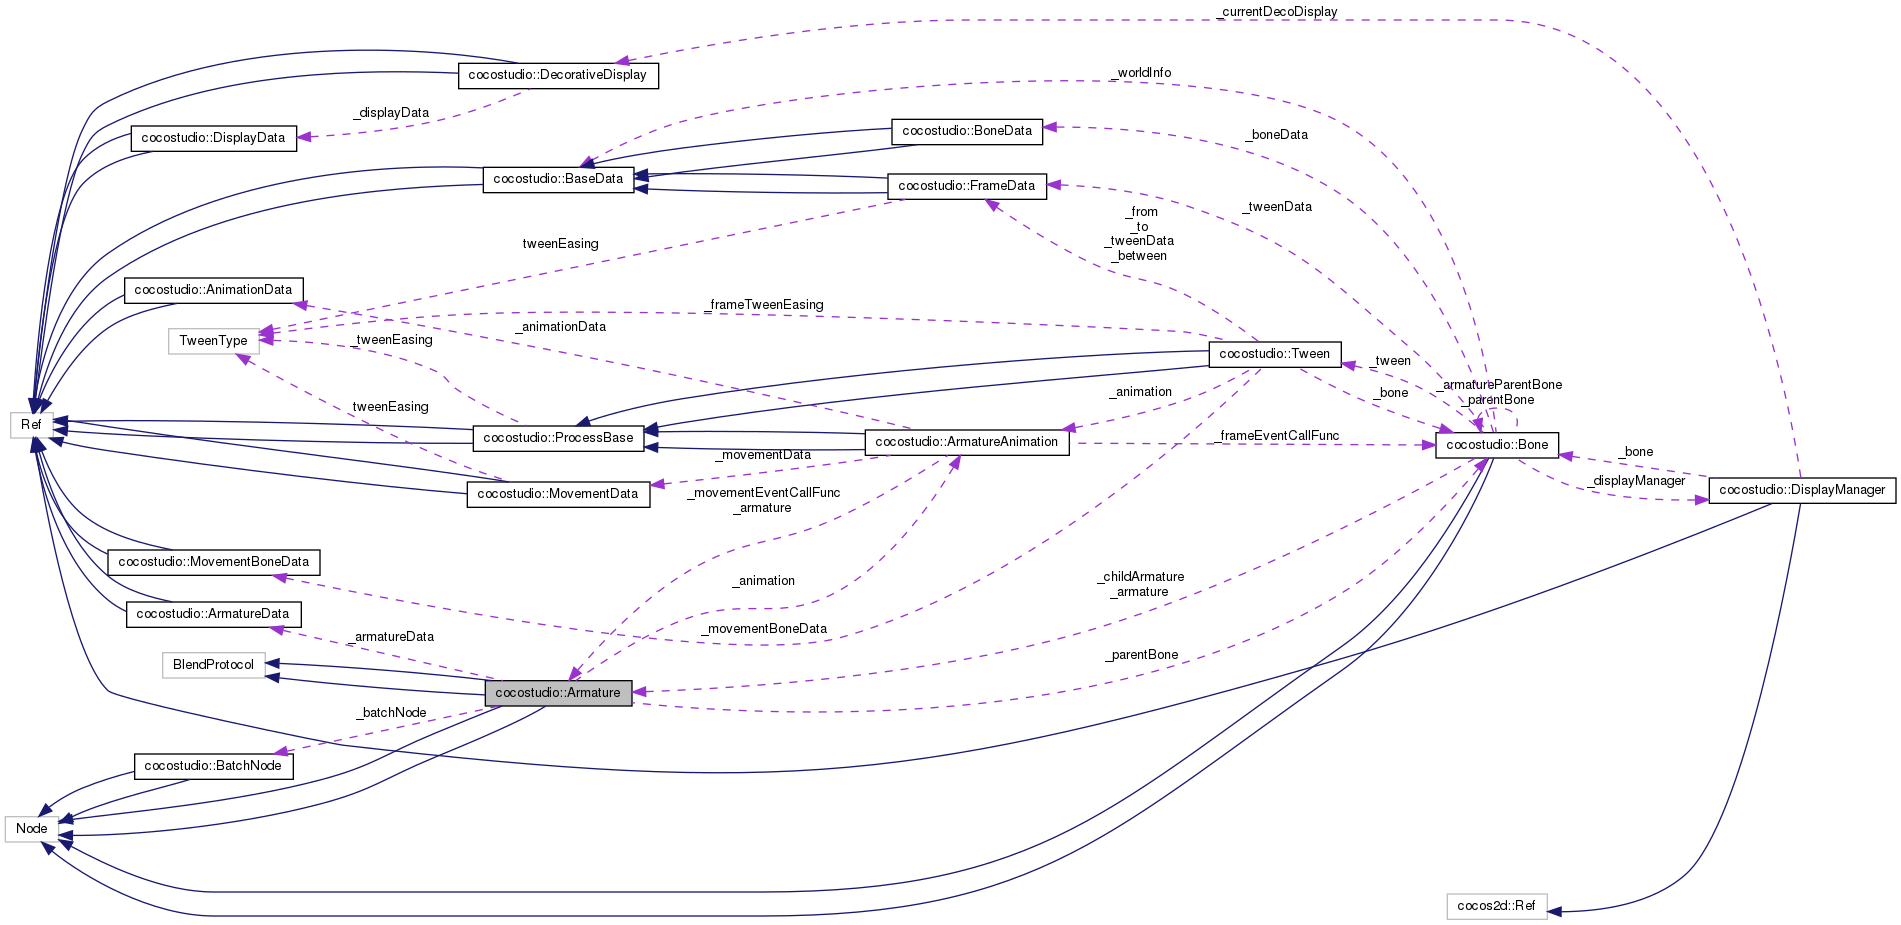 _currentDecoDisplay
cocostudio::DecorativeDisplay
_worldInfo
_displayData
cocostudio::DisplayData
cocostudio::BoneData
_boneData
cocostudio::BaseData
cocostudio::FrameData
_tweenData
_from
_to
_tweenData
_between
tweenEasing
cocostudio::AnimationData
_frameTweenEasing
_animationData
TweenType
_tweenEasing
cocostudio::Tween
_tween
_armatureParentBone
_parentBone
_animation
_bone
tweenEasing
Ref
cocostudio::ProcessBase
cocostudio::ArmatureAnimation
_frameEventCallFunc
cocostudio::Bone
_movementData
_bone
_displayManager
cocostudio::DisplayManager
cocostudio::MovementData
_movementEventCallFunc
_armature
cocostudio::MovementBoneData
_animation
_childArmature
_armature
cocostudio::ArmatureData
_armatureData
_movementBoneData
_parentBone
BlendProtocol
cocostudio::Armature
_batchNode
cocostudio::BatchNode
Node
cocos2d::Ref